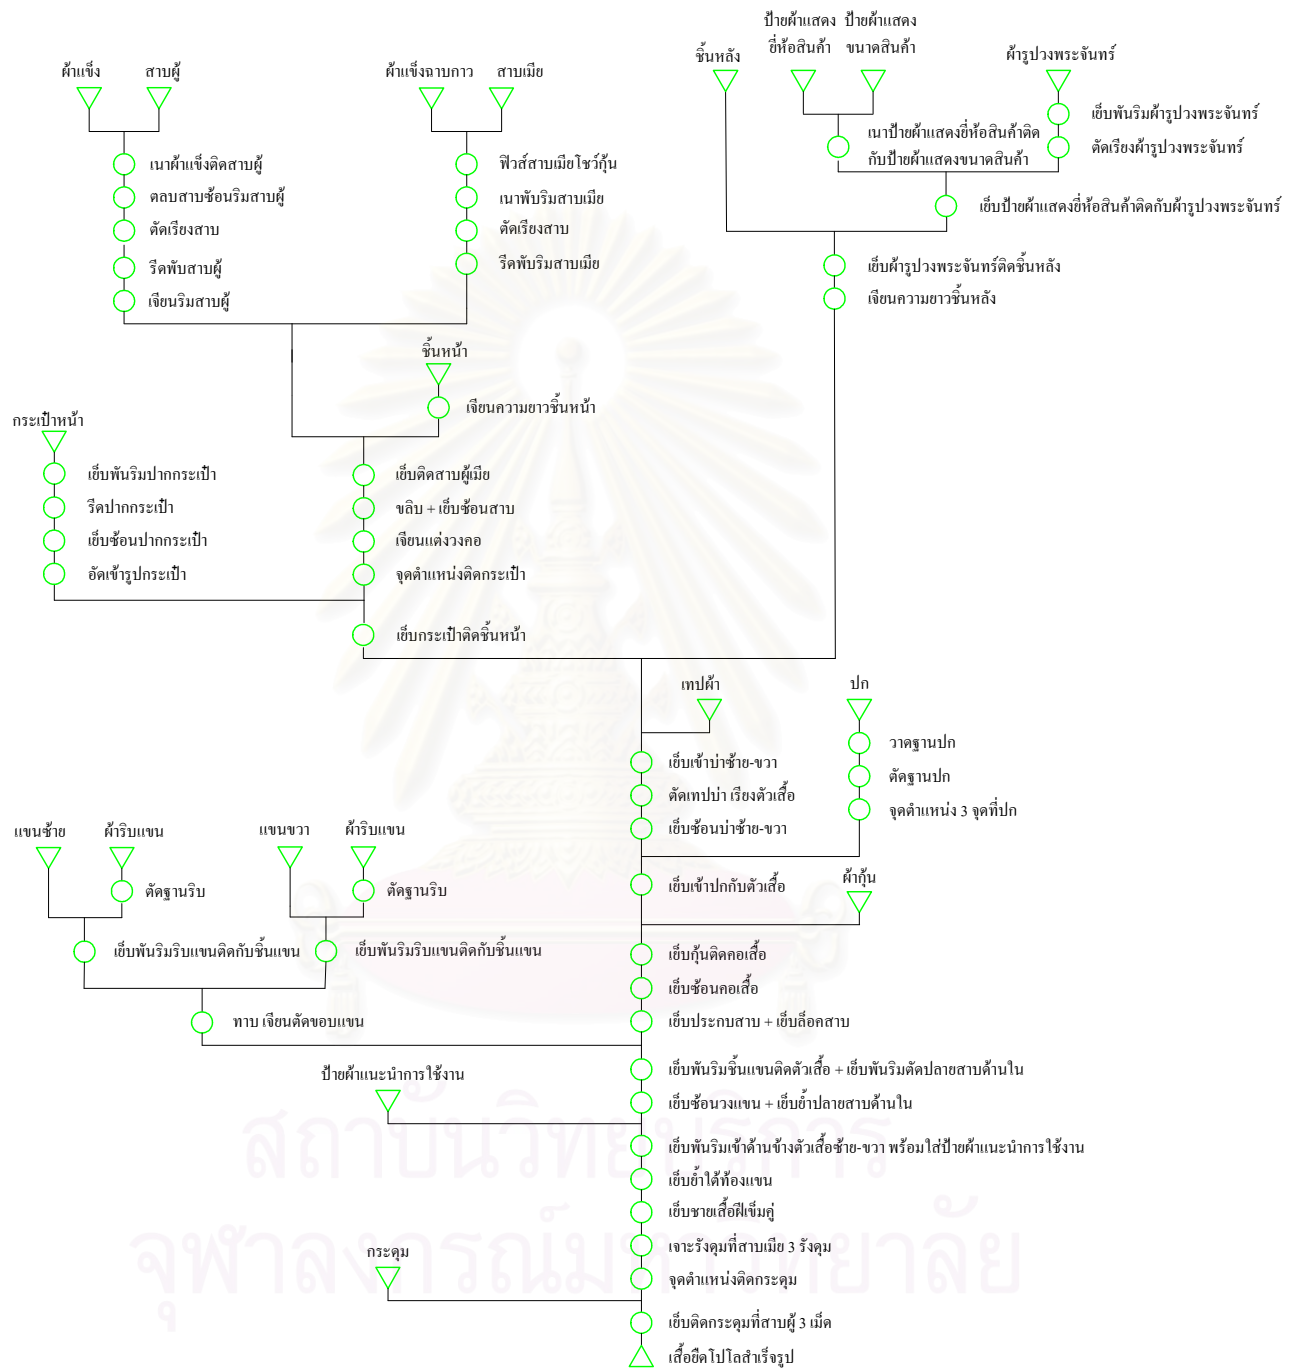 ป้ายผ้าแสดง ป้ายผ้าแสดง
ยี่ห้อสินค้า ขนาดสินค้า
ชิ้นหลัง
ผ้ารูปวงพระจันทร์
ผ้าแข็ง
สาบผู้
ผ้าแข็งฉาบกาว
สาบเมีย
เย็บพันริมผ้ารูปวงพระจันทร์
เนาป้ายผ้าแสดงยี่ห้อสินค้าติด
กับป้ายผ้าแสดงขนาดสินค้า
ตัดเรียงผ้ารูปวงพระจันทร์
เนาผ้าแข็งติดสาบผู้
ฟิวส์สาบเมียโชว์กุ้น
ตลบสาบซ้อนริมสาบผู้
เนาพับริมสาบเมีย
เย็บป้ายผ้าแสดงยี่ห้อสินค้าติดกับผ้ารูปวงพระจันทร์
ตัดเรียงสาบ
ตัดเรียงสาบ
รีดพับสาบผู้
รีดพับริมสาบเมีย
เย็บผ้ารูปวงพระจันทร์ติดชิ้นหลัง
เจียนริมสาบผู้
เจียนความยาวชิ้นหลัง
ชิ้นหน้า
เจียนความยาวชิ้นหน้า
กระเป๋าหน้า
เย็บพันริมปากกระเป๋า
เย็บติดสาบผู้เมีย
รีดปากกระเป๋า
ขลิบ + เย็บซ้อนสาบ
เย็บซ้อนปากกระเป๋า
เจียนแต่งวงคอ
อัดเข้ารูปกระเป๋า
จุดตำแหน่งติดกระเป๋า
เย็บกระเป๋าติดชิ้นหน้า
เทปผ้า
ปก
วาดฐานปก
เย็บเข้าบ่าซ้าย-ขวา
ตัดฐานปก
ตัดเทปบ่า เรียงตัวเสื้อ
จุดตำแหน่ง 3 จุดที่ปก
เย็บซ้อนบ่าซ้าย-ขวา
แขนซ้าย
ผ้าริบแขน
แขนขวา
ผ้าริบแขน
ตัดฐานริบ
ตัดฐานริบ
เย็บเข้าปกกับตัวเสื้อ
ผ้ากุ้น
เย็บพันริมริบแขนติดกับชิ้นแขน
เย็บพันริมริบแขนติดกับชิ้นแขน
เย็บกุ้นติดคอเสื้อ
เย็บซ้อนคอเสื้อ
ทาบ เจียนตัดขอบแขน
เย็บประกบสาบ + เย็บล็อคสาบ
เย็บพันริมชิ้นแขนติดตัวเสื้อ + เย็บพันริมตัดปลายสาบด้านใน
ป้ายผ้าแนะนำการใช้งาน
เย็บซ้อนวงแขน + เย็บย้ำปลายสาบด้านใน
เย็บพันริมเข้าด้านข้างตัวเสื้อซ้าย-ขวา พร้อมใส่ป้ายผ้าแนะนำการใช้งาน
เย็บย้ำใต้ท้องแขน
เย็บชายเสื้อฝีเข็มคู่
เจาะรังดุมที่สาบเมีย 3 รังดุม
กระดุม
จุดตำแหน่งติดกระดุม
เย็บติดกระดุมที่สาบผู้ 3 เม็ด
เสื้อยืดโปโลสำเร็จรูป
สถาบันวิทยบริการ
จุฬาลงกรณ์มหาวิทยาลัย